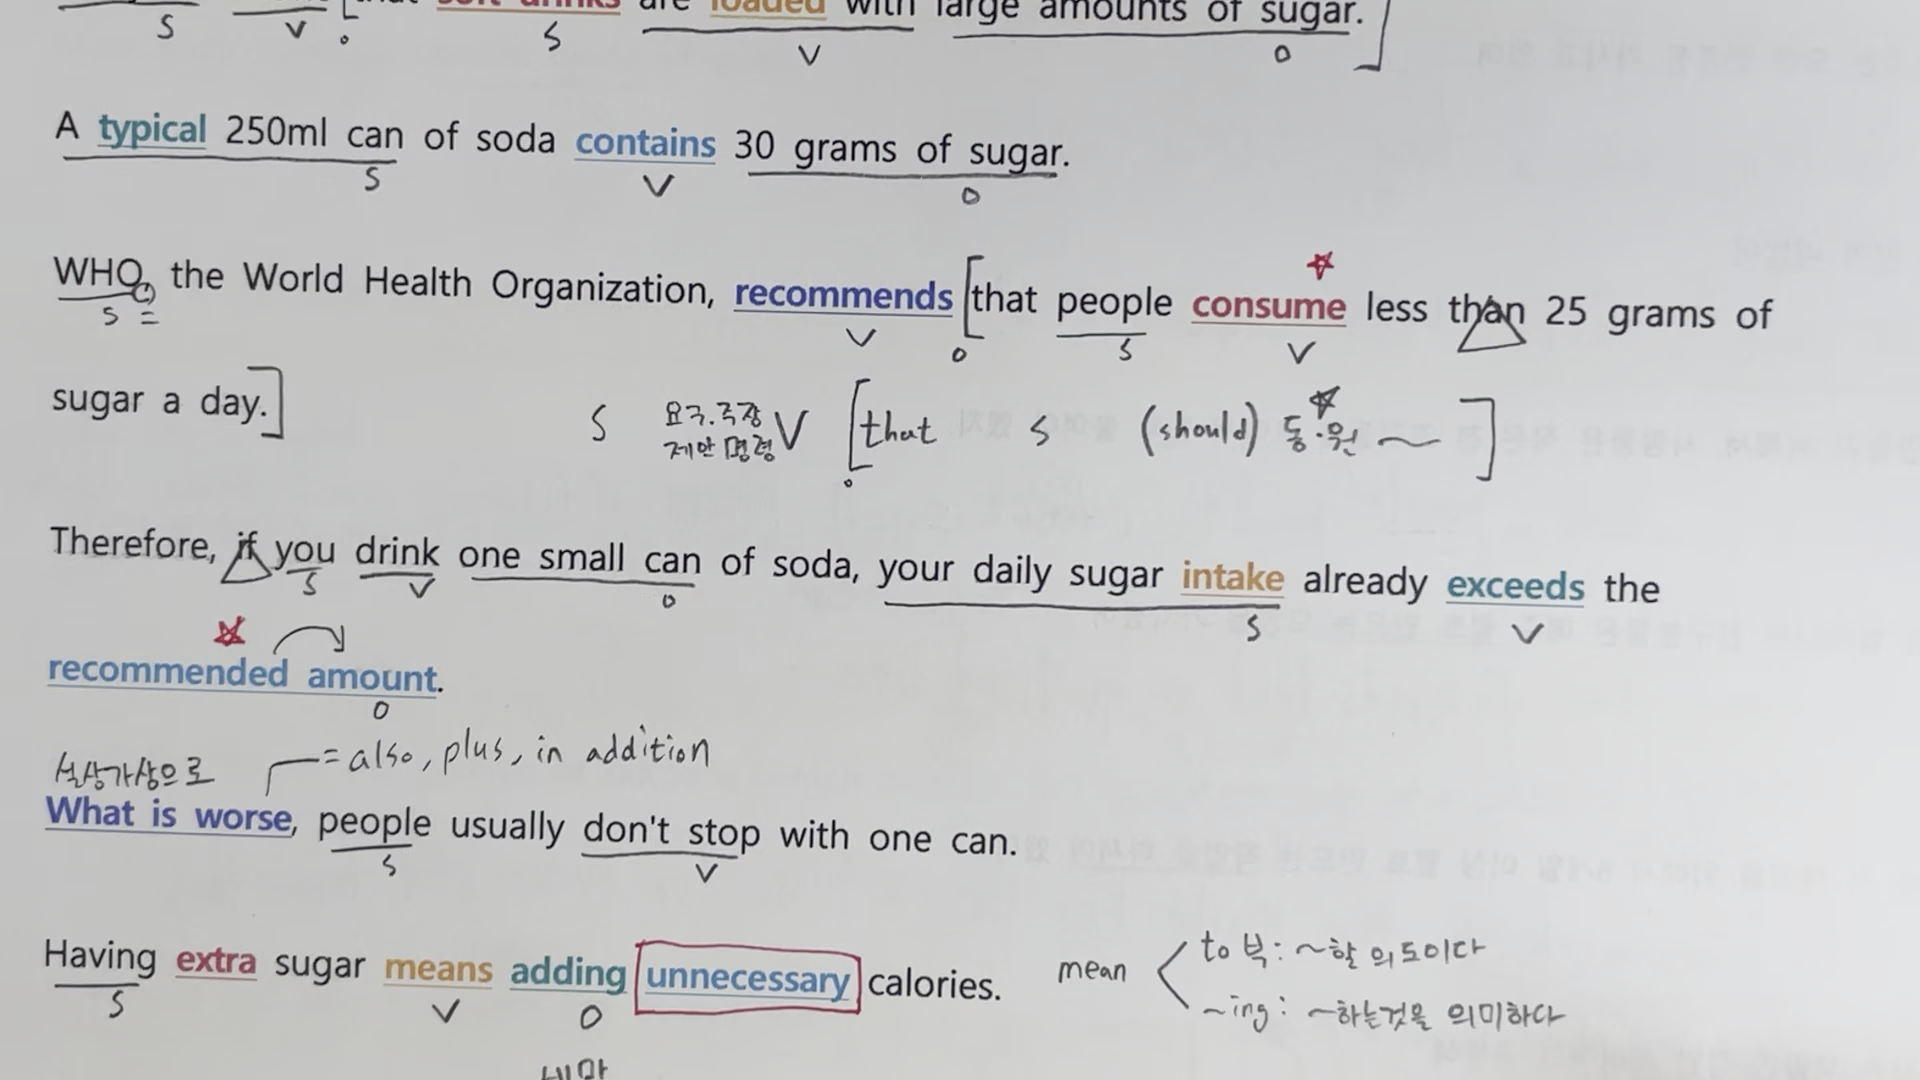 soft drinks are loaded with large amounts of sugar.
S V o S V O
A typical 250ml can of soda contains 30 grams of sugar.
S V O
WHO, the World Health Organization, recommends [that people consume less than 25 grams of
S = V o S V
sugar a day.]
S 요구.주장 제안 명령 V [that S (should) 동.원 ~]
o
Therefore, if you drink one small can of soda, your daily sugar intake already exceeds the
S V O S V
recommended amount.
O
설상가상으로 = also, plus, in addition
What is worse, people usually don't stop with one can.
S V
Having extra sugar means adding unnecessary calories.
S V O
mean < to 부: ~할 의도이다
~ing: ~하는것을 의미하다